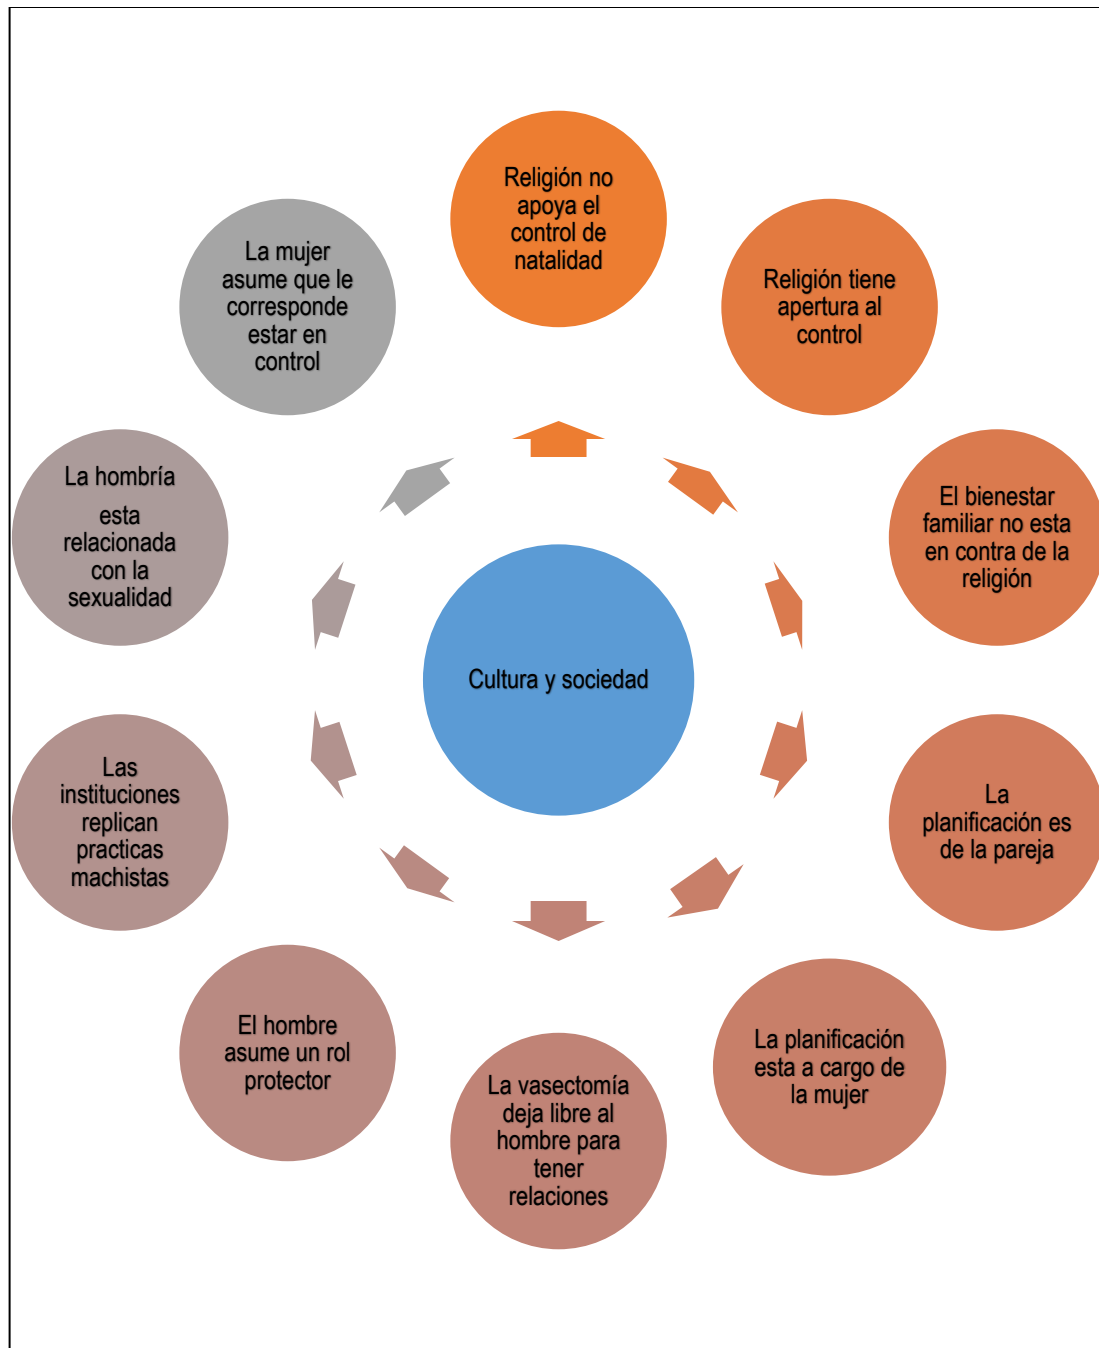 Religión no
apoya el
control de
natalidad
Religión tiene
apertura al
control
El bienestar
familiar no esta
en contra de la
religión
La
planificación es
de la pareja
La planificación
esta a cargo de
la mujer
La vasectomía
deja libre al
hombre para
tener
relaciones
El hombre
asume un rol
protector
Las
instituciones
replican
practicas
machistas
La hombría
esta
relacionada
con la
sexualidad
La mujer
asume que le
corresponde
estar en
control
Cultura y sociedad